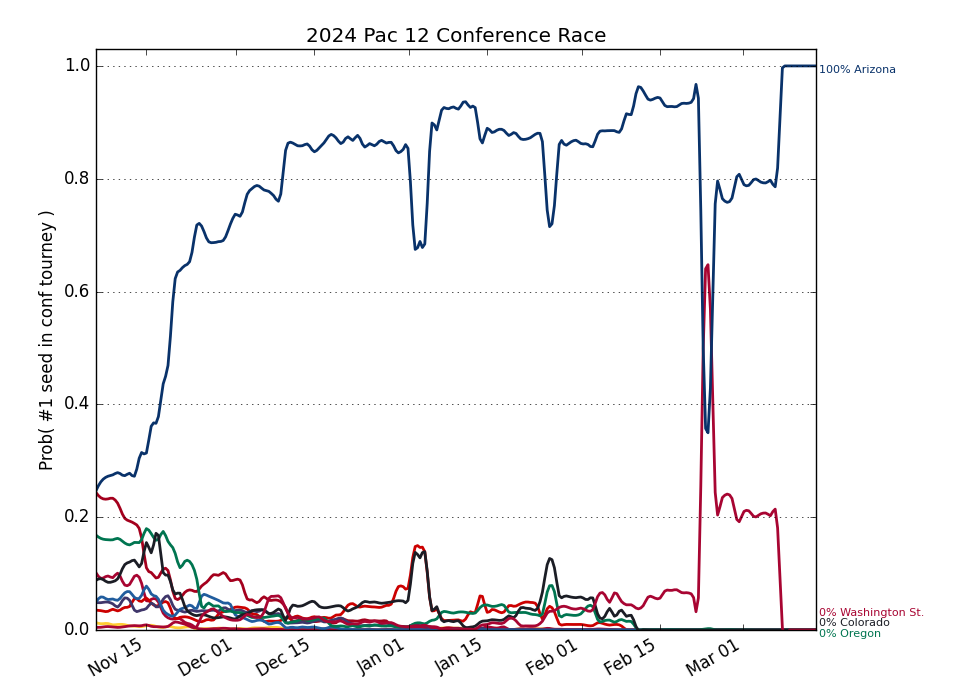 2024 Pac 12 Conference Race
Prob( #1 seed in conf tourney )
1.0
0.8
0.6
0.4
0.2
0.0
Nov 15
Dec 01
Dec 15
Jan 01
Jan 15
Feb 01
Feb 15
Mar 01
100% Arizona
0% Washington St.
0% Colorado
0% Oregon